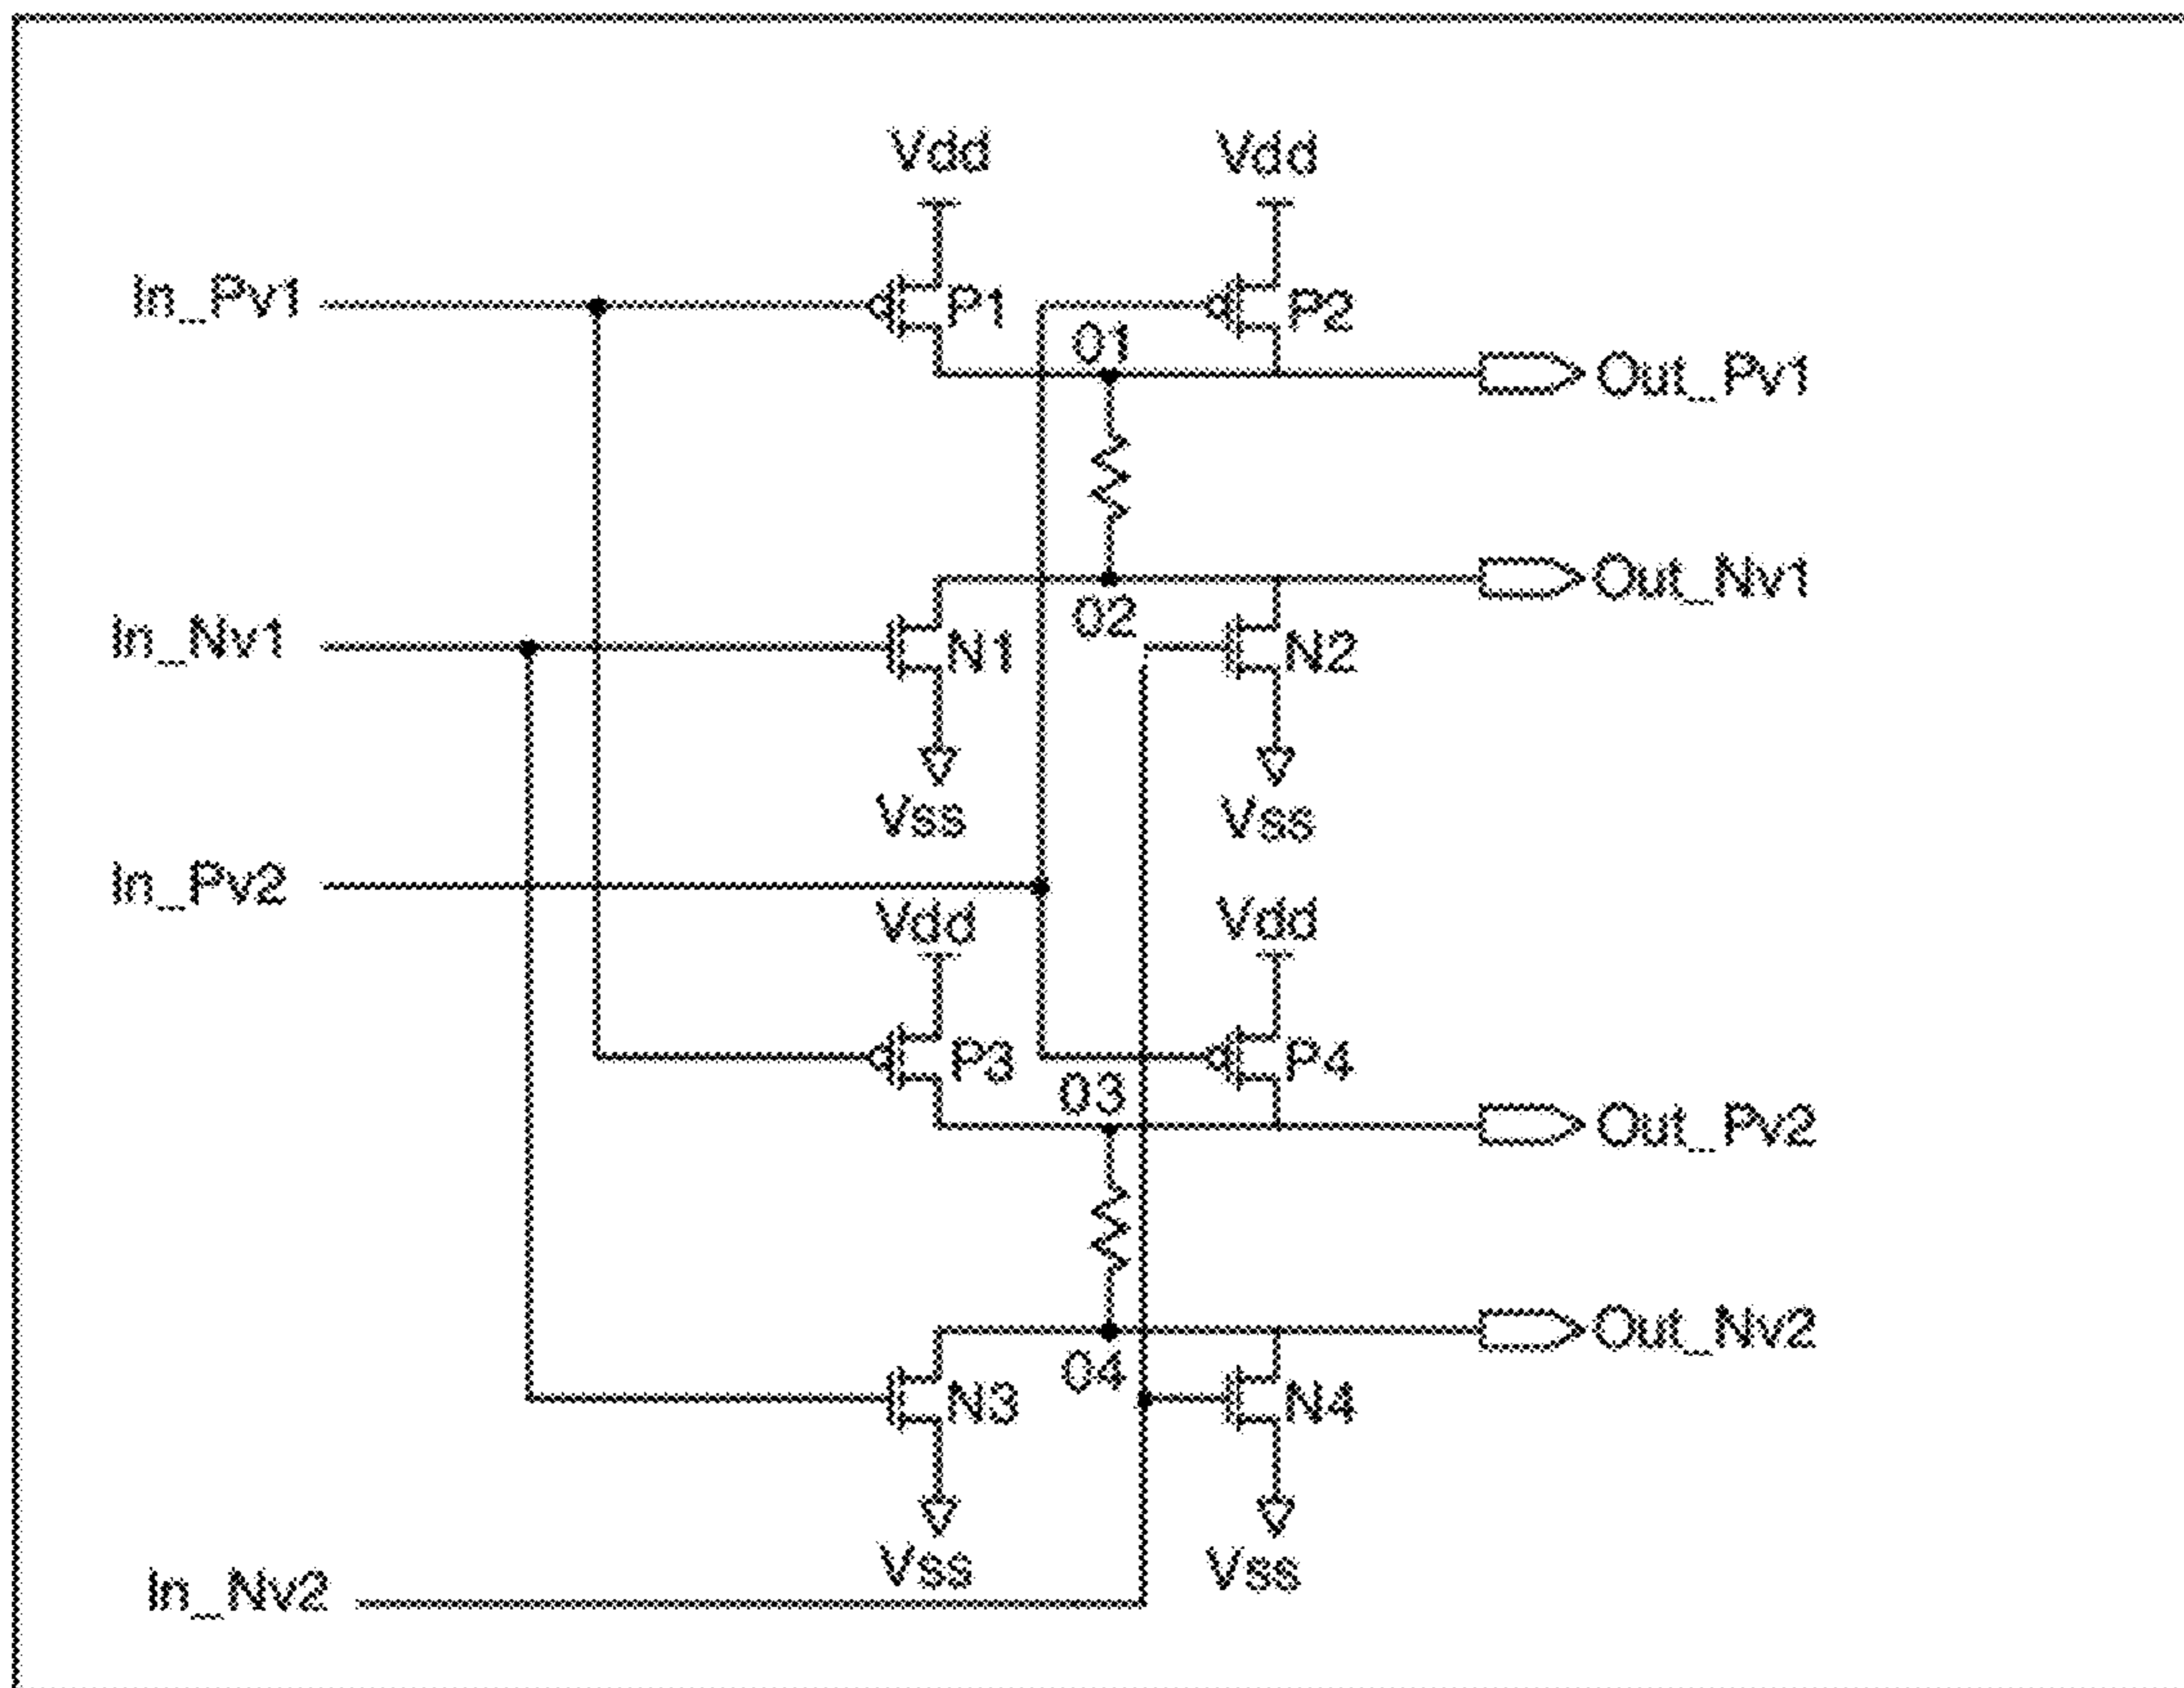 Vdd Vdd
In_Pv1 P1 P2
01
Out_Pv1
Out_Nv1
02
In_Nv1 N1 N2
Vss Vss
In_Pv2
Vdd Vdd
P3 P4
03
Out_Pv2
Out_Nv2
04
N3 N4
Vss Vss
In_Nv2